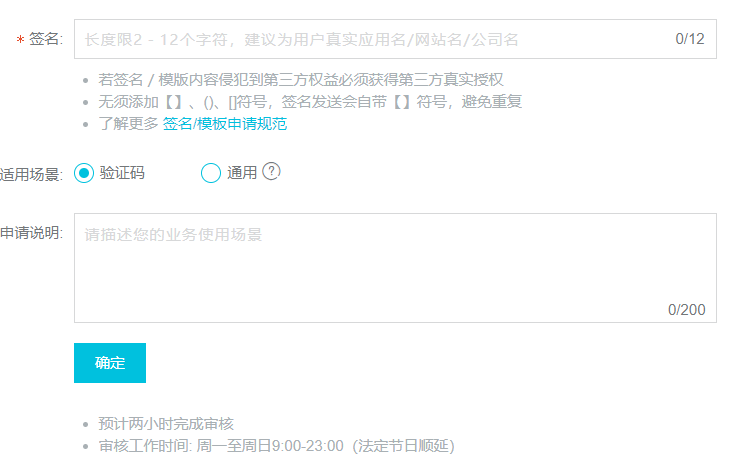 * 签名: 长度限2 - 12个字符，建议为用户真实应用名/网站名/公司名 0/12
• 若签名 / 模版内容侵犯到第三方权益必须获得第三方真实授权
• 无须添加【】、()、[]符号，签名发送会自带【】符号，避免重复
• 了解更多 签名/模板申请规范
适用场景: 验证码 通用 ?
申请说明: 请描述您的业务使用场景
0/200
确定
• 预计两小时完成审核
• 审核工作时间: 周一至周日9:00-23:00（法定节日顺延）